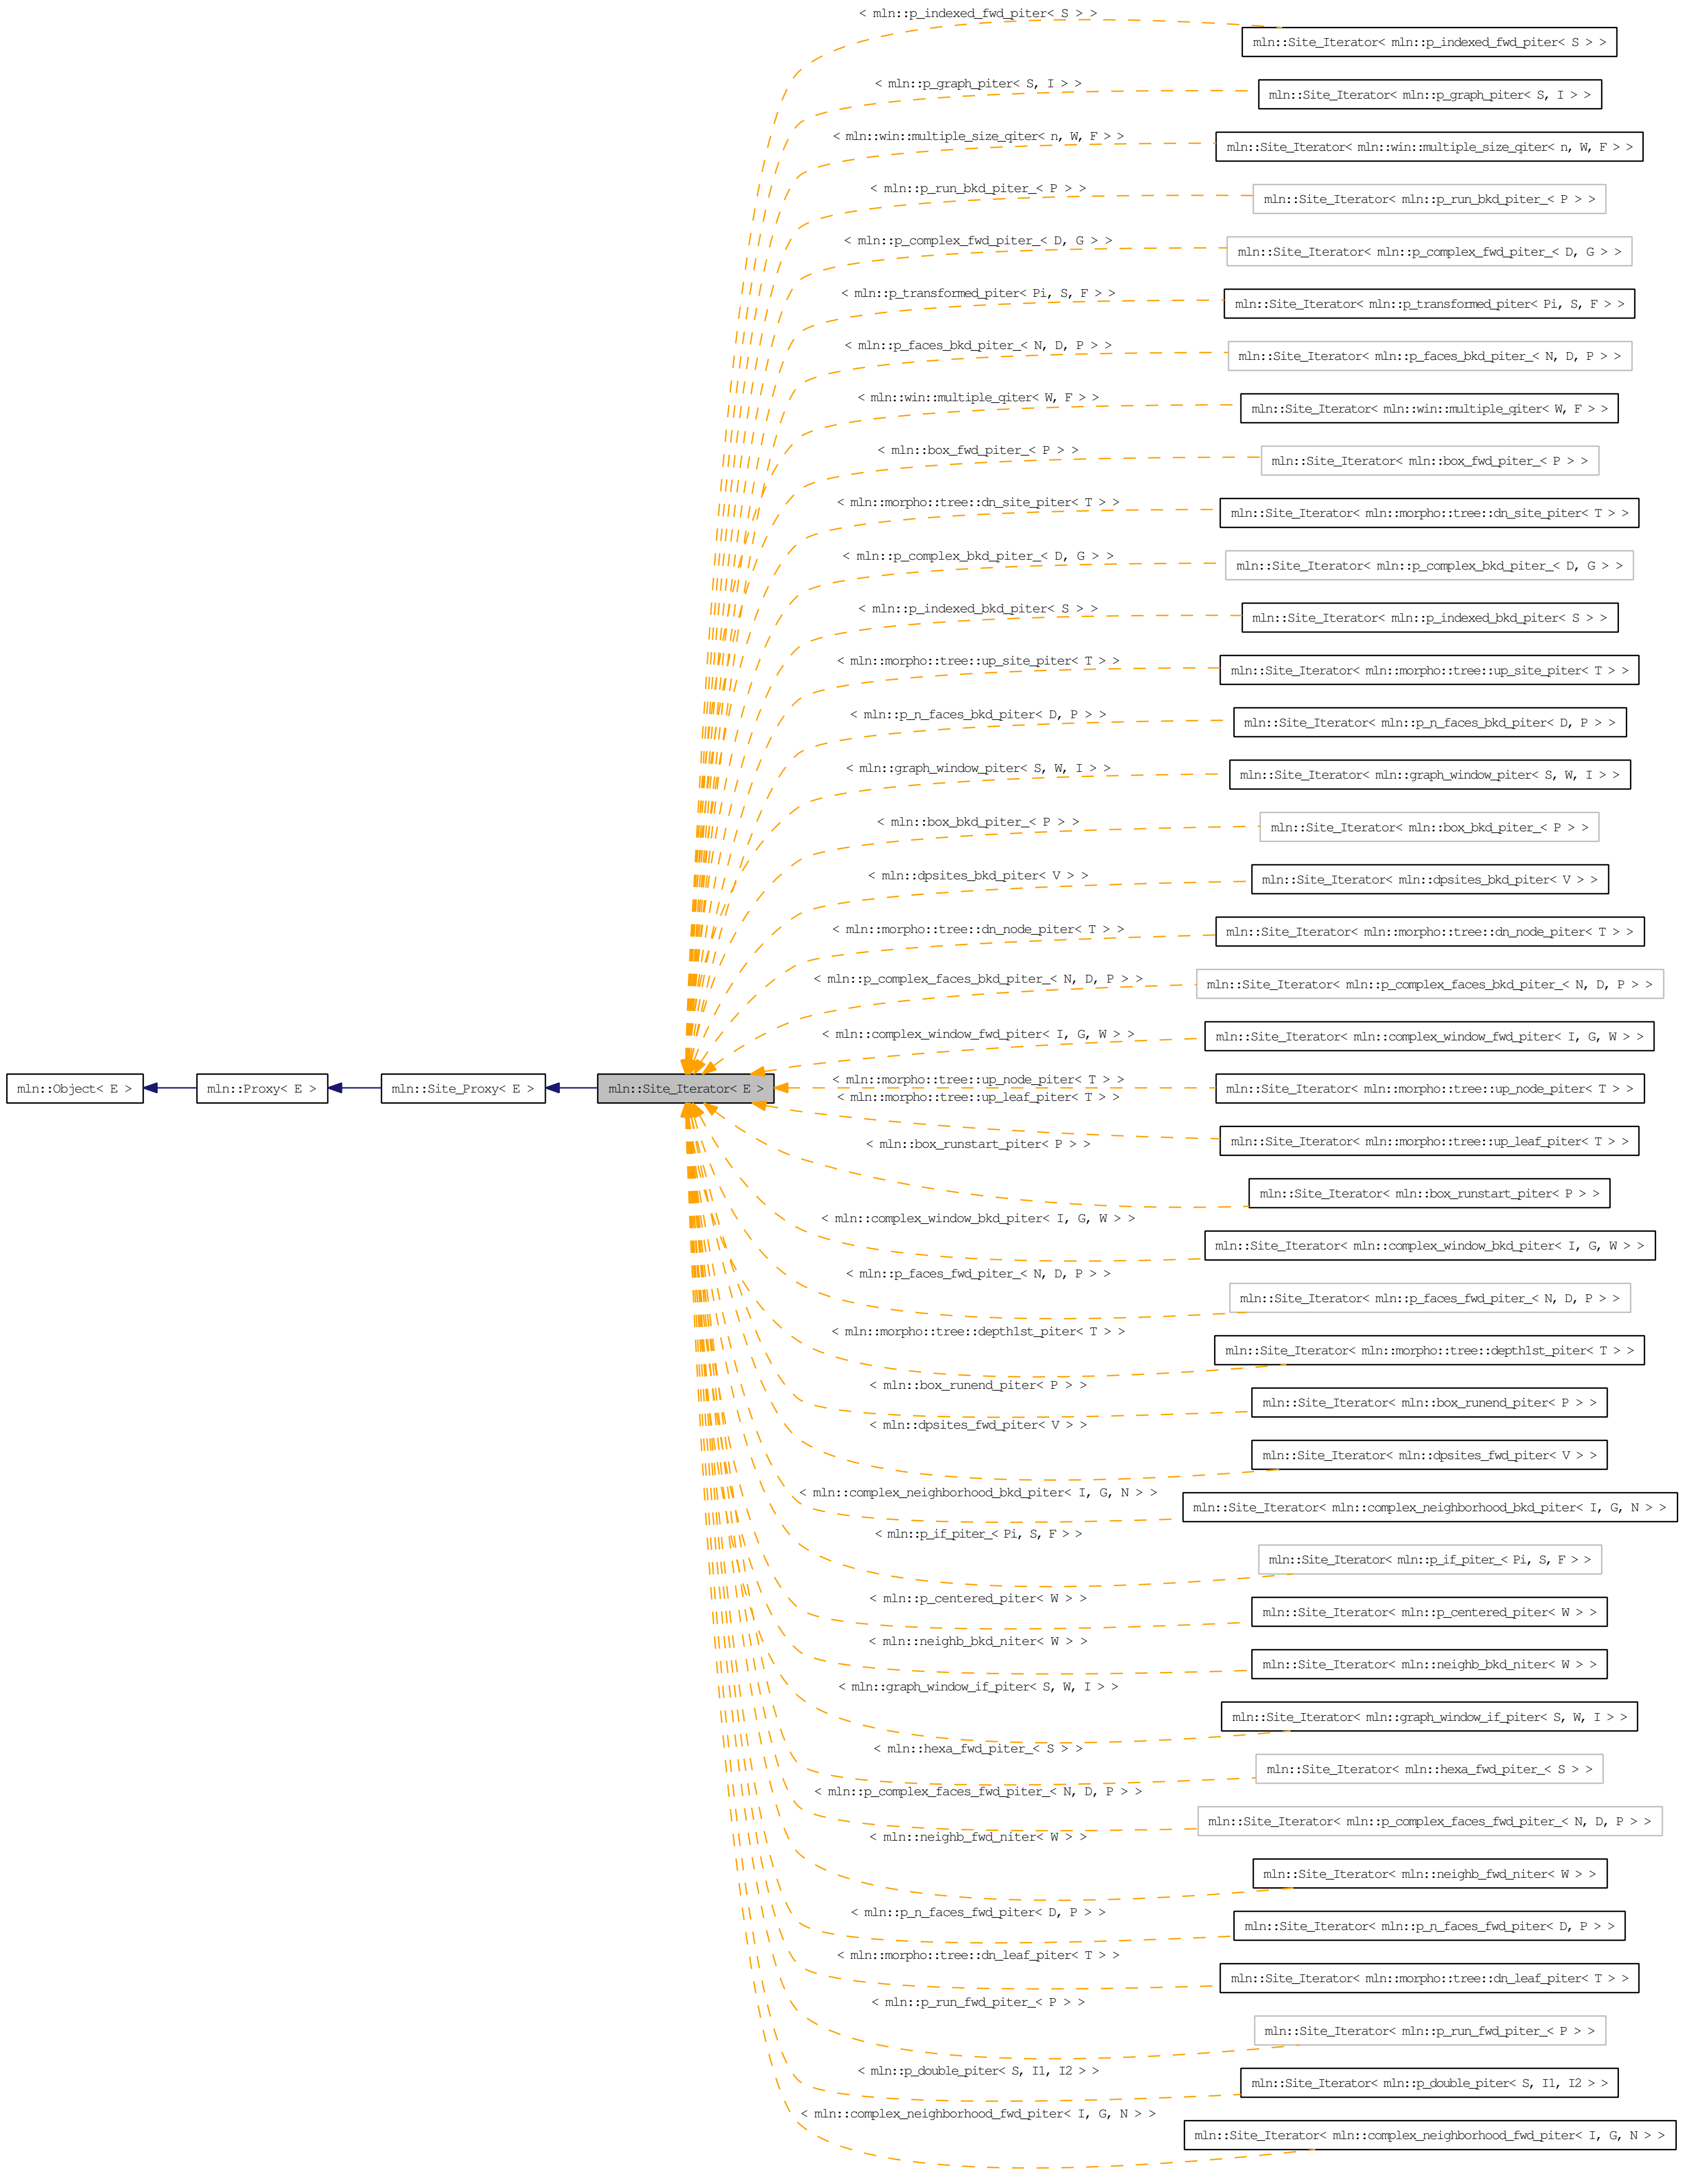 < mln::p_indexed_fwd_piter< S > >
mln::Site_Iterator< mln::p_indexed_fwd_piter< S > >
< mln::p_graph_piter< S, I > >
mln::Site_Iterator< mln::p_graph_piter< S, I > >
< mln::win::multiple_size_qiter< n, W, F > >
mln::Site_Iterator< mln::win::multiple_size_qiter< n, W, F > >
< mln::p_run_bkd_piter_< P > >
mln::Site_Iterator< mln::p_run_bkd_piter_< P > >
< mln::p_complex_fwd_piter_< D, G > >
mln::Site_Iterator< mln::p_complex_fwd_piter_< D, G > >
< mln::p_transformed_piter< Pi, S, F > >
mln::Site_Iterator< mln::p_transformed_piter< Pi, S, F > >
< mln::p_faces_bkd_piter_< N, D, P > >
mln::Site_Iterator< mln::p_faces_bkd_piter_< N, D, P > >
< mln::win::multiple_qiter< W, F > >
mln::Site_Iterator< mln::win::multiple_qiter< W, F > >
< mln::box_fwd_piter_< P > >
mln::Site_Iterator< mln::box_fwd_piter_< P > >
< mln::morpho::tree::dn_site_piter< T > >
mln::Site_Iterator< mln::morpho::tree::dn_site_piter< T > >
< mln::p_complex_bkd_piter_< D, G > >
mln::Site_Iterator< mln::p_complex_bkd_piter_< D, G > >
< mln::p_indexed_bkd_piter< S > >
mln::Site_Iterator< mln::p_indexed_bkd_piter< S > >
< mln::morpho::tree::up_site_piter< T > >
mln::Site_Iterator< mln::morpho::tree::up_site_piter< T > >
< mln::p_n_faces_bkd_piter< D, P > >
mln::Site_Iterator< mln::p_n_faces_bkd_piter< D, P > >
< mln::graph_window_piter< S, W, I > >
mln::Site_Iterator< mln::graph_window_piter< S, W, I > >
< mln::box_bkd_piter_< P > >
mln::Site_Iterator< mln::box_bkd_piter_< P > >
< mln::dpsites_bkd_piter< V > >
mln::Site_Iterator< mln::dpsites_bkd_piter< V > >
< mln::morpho::tree::dn_node_piter< T > >
mln::Site_Iterator< mln::morpho::tree::dn_node_piter< T > >
< mln::p_complex_faces_bkd_piter_< N, D, P > >
mln::Site_Iterator< mln::p_complex_faces_bkd_piter_< N, D, P > >
< mln::complex_window_fwd_piter< I, G, W > >
mln::Site_Iterator< mln::complex_window_fwd_piter< I, G, W > >
mln::Object< E >
mln::Proxy< E >
mln::Site_Proxy< E >
mln::Site_Iterator< E >
< mln::morpho::tree::up_node_piter< T > >
mln::Site_Iterator< mln::morpho::tree::up_node_piter< T > >
< mln::morpho::tree::up_leaf_piter< T > >
mln::Site_Iterator< mln::morpho::tree::up_leaf_piter< T > >
< mln::box_runstart_piter< P > >
mln::Site_Iterator< mln::box_runstart_piter< P > >
< mln::complex_window_bkd_piter< I, G, W > >
mln::Site_Iterator< mln::complex_window_bkd_piter< I, G, W > >
< mln::p_faces_fwd_piter_< N, D, P > >
mln::Site_Iterator< mln::p_faces_fwd_piter_< N, D, P > >
< mln::morpho::tree::depth1st_piter< T > >
mln::Site_Iterator< mln::morpho::tree::depth1st_piter< T > >
< mln::box_runend_piter< P > >
mln::Site_Iterator< mln::box_runend_piter< P > >
< mln::dpsites_fwd_piter< V > >
mln::Site_Iterator< mln::dpsites_fwd_piter< V > >
< mln::complex_neighborhood_bkd_piter< I, G, N > >
mln::Site_Iterator< mln::complex_neighborhood_bkd_piter< I, G, N > >
< mln::p_if_piter_< Pi, S, F > >
mln::Site_Iterator< mln::p_if_piter_< Pi, S, F > >
< mln::p_centered_piter< W > >
mln::Site_Iterator< mln::p_centered_piter< W > >
< mln::neighb_bkd_niter< W > >
mln::Site_Iterator< mln::neighb_bkd_niter< W > >
< mln::graph_window_if_piter< S, W, I > >
mln::Site_Iterator< mln::graph_window_if_piter< S, W, I > >
< mln::hexa_fwd_piter_< S > >
mln::Site_Iterator< mln::hexa_fwd_piter_< S > >
< mln::p_complex_faces_fwd_piter_< N, D, P > >
mln::Site_Iterator< mln::p_complex_faces_fwd_piter_< N, D, P > >
< mln::neighb_fwd_niter< W > >
mln::Site_Iterator< mln::neighb_fwd_niter< W > >
< mln::p_n_faces_fwd_piter< D, P > >
mln::Site_Iterator< mln::p_n_faces_fwd_piter< D, P > >
< mln::morpho::tree::dn_leaf_piter< T > >
mln::Site_Iterator< mln::morpho::tree::dn_leaf_piter< T > >
< mln::p_run_fwd_piter_< P > >
mln::Site_Iterator< mln::p_run_fwd_piter_< P > >
< mln::p_double_piter< S, I1, I2 > >
mln::Site_Iterator< mln::p_double_piter< S, I1, I2 > >
< mln::complex_neighborhood_fwd_piter< I, G, N > >
mln::Site_Iterator< mln::complex_neighborhood_fwd_piter< I, G, N > >